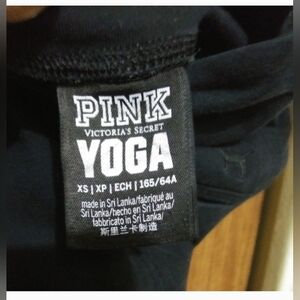 PINK
VICTORIA'S SECRET
YOGA
XS | XP | ECH | 165/64A
made in Sri Lanka/fabriqué au
Sri Lanka/hecho en Sri Lanka/
fabbricato in Sri Lanka/
斯里兰卡制造